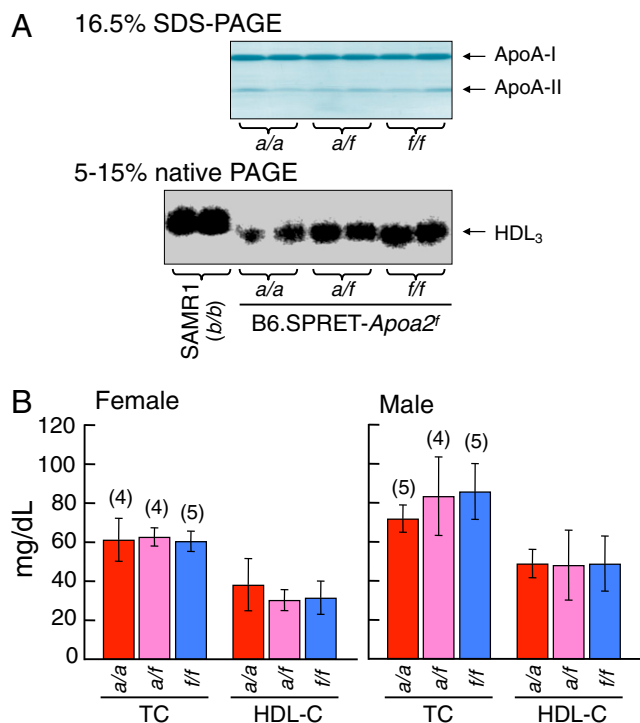 A
16.5% SDS-PAGE
ApoA-I
ApoA-II
a/a a/f f/f
5-15% native PAGE
HDL3
SAMR1 (b/b)
a/a a/f f/f
B6.SPRET-Apoa2f
B
Female Male
mg/dL
120
100
80
60
40
20
0
(4) (4) (5)
(5) (4) (5)
a/a a/f f/f a/a a/f f/f a/a a/f f/f a/a a/f f/f
TC HDL-C TC HDL-C